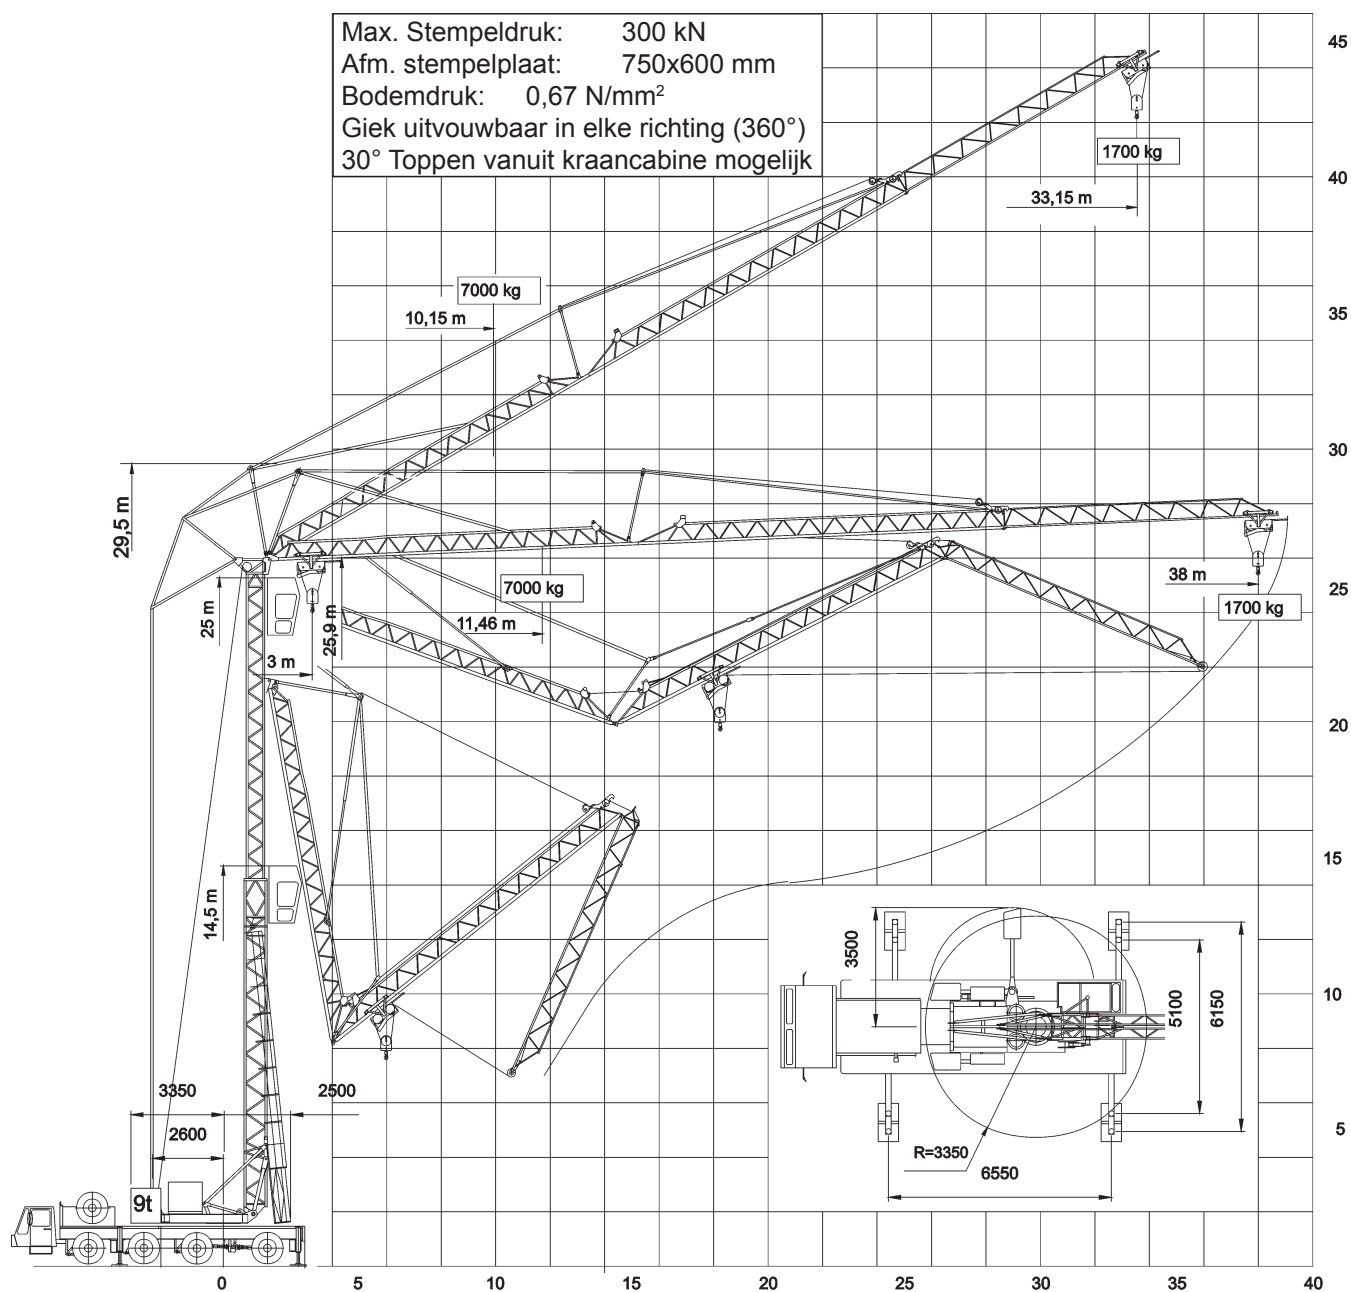 Max. Stempeldruk: 300 kN
Afm. stempelplaat: 750x600 mm
Bodemdruk: 0,67 N/mm²
Giek uitvouwbaar in elke richting (360°)
30° Toppen vanuit kraancabine mogelijk
45
1700 kg
40
33,15 m
7000 kg
10,15 m
35
30
29,5 m
25 m
25,9 m
3 m
7000 kg
11,46 m
38 m
1700 kg
25
20
15
14,5 m
3500
5100
6150
10
3350
2500
2600
R=3350
6550
5
9t
0
5
10
15
20
25
30
35
40